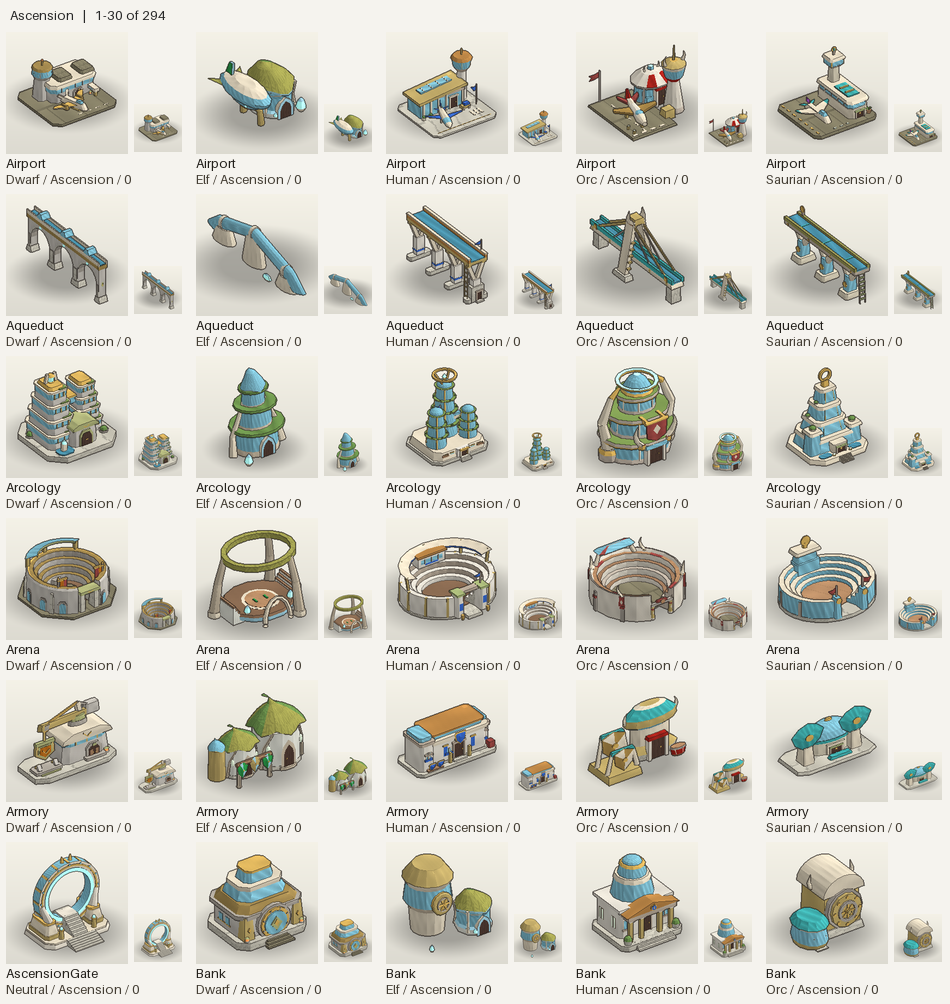 Ascension | 1-30 of 294
Airport
Dwarf / Ascension / 0
Airport
Elf / Ascension / 0
Airport
Human / Ascension / 0
Airport
Orc / Ascension / 0
Airport
Saurian / Ascension / 0
Aqueduct
Dwarf / Ascension / 0
Aqueduct
Elf / Ascension / 0
Aqueduct
Human / Ascension / 0
Aqueduct
Orc / Ascension / 0
Aqueduct
Saurian / Ascension / 0
Arcology
Dwarf / Ascension / 0
Arcology
Elf / Ascension / 0
Arcology
Human / Ascension / 0
Arcology
Orc / Ascension / 0
Arcology
Saurian / Ascension / 0
Arena
Dwarf / Ascension / 0
Arena
Elf / Ascension / 0
Arena
Human / Ascension / 0
Arena
Orc / Ascension / 0
Arena
Saurian / Ascension / 0
Armory
Dwarf / Ascension / 0
Armory
Elf / Ascension / 0
Armory
Human / Ascension / 0
Armory
Orc / Ascension / 0
Armory
Saurian / Ascension / 0
AscensionGate
Neutral / Ascension / 0
Bank
Dwarf / Ascension / 0
Bank
Elf / Ascension / 0
Bank
Human / Ascension / 0
Bank
Orc / Ascension / 0